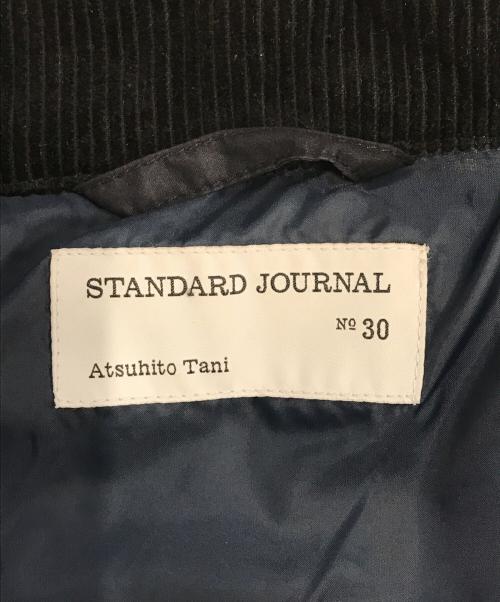 STANDARD JOURNAL
Nº 30
Atsuhito Tani